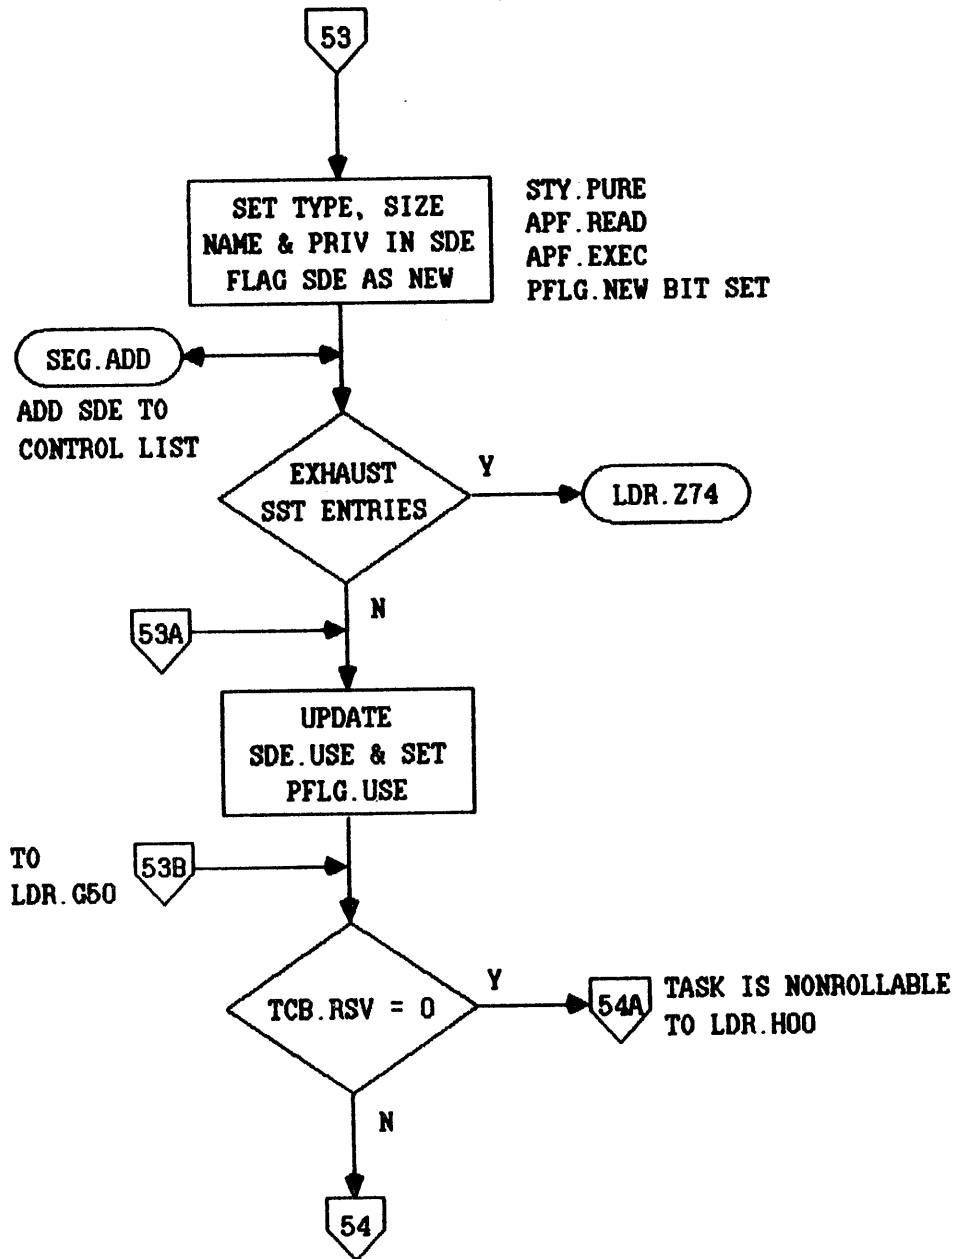 53
SET TYPE, SIZE
NAME & PRIV IN SDE
FLAG SDE AS NEW
STY.PURE
APF.READ
APF.EXEC
PFLG.NEW BIT SET
SEG.ADD
ADD SDE TO
CONTROL LIST
EXHAUST
SST ENTRIES
Y
LDR.Z74
N
53A
UPDATE
SDE.USE & SET
PFLG.USE
TO
LDR.G50
53B
TCB.RSV = 0
Y
54A
TASK IS NONROLLABLE
TO LDR.H00
N
54